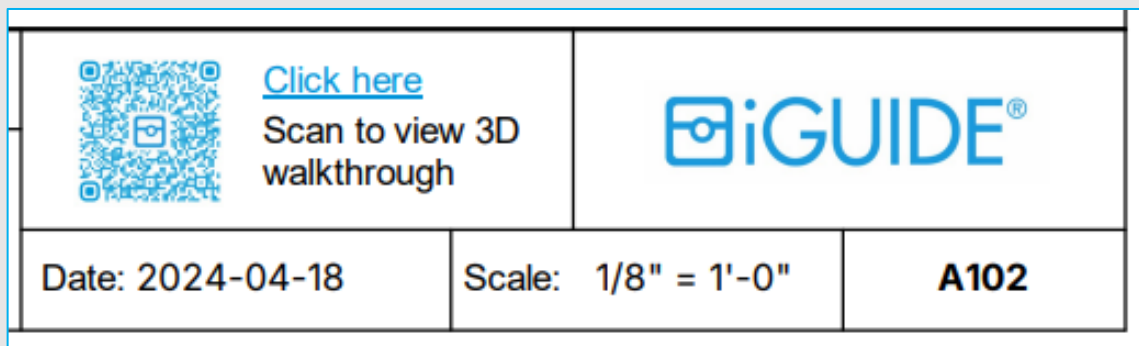 Click here
Scan to view 3D
walkthrough
iGUIDE®
Date: 2024-04-18
Scale: 1/8" = 1'-0"
A102